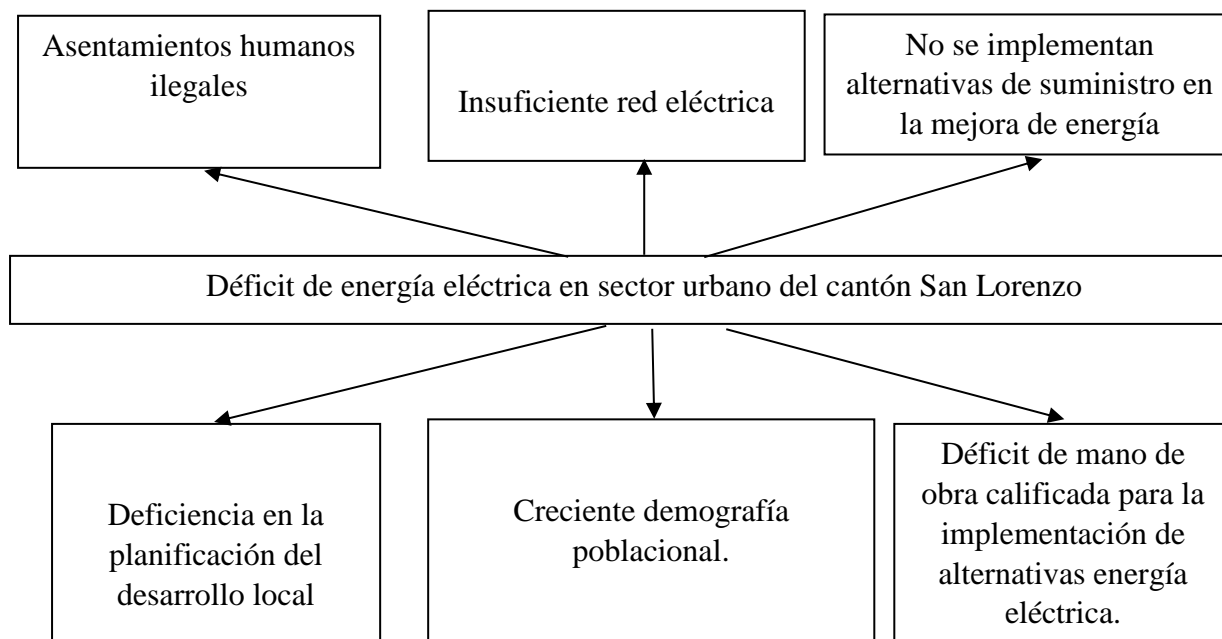 Asentamientos humanos
ilegales
Insuficiente red eléctrica
No se implementan
alternativas de suministro en
la mejora de energía
Déficit de energía eléctrica en sector urbano del cantón San Lorenzo
Deficiencia en la
planificación del
desarrollo local
Creciente demografía
poblacional.
Déficit de mano de
obra calificada para la
implementación de
alternativas energía
eléctrica.